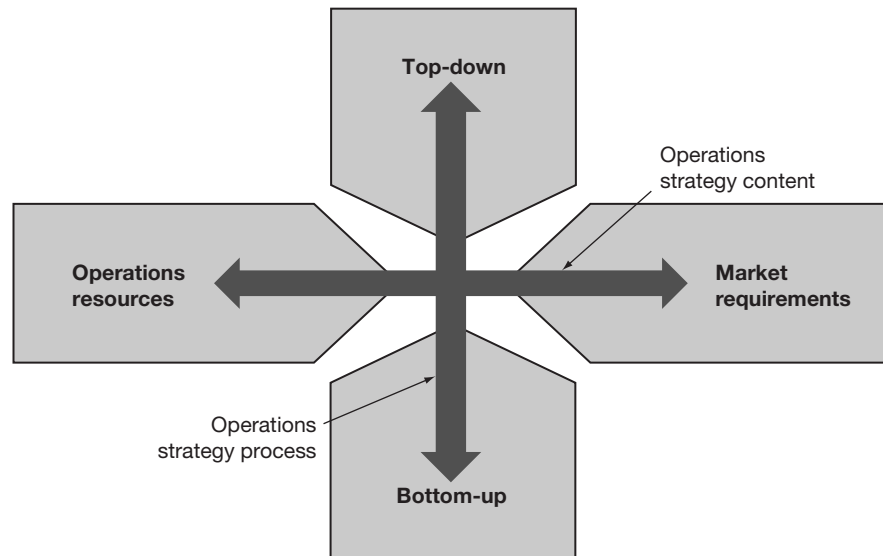 Top-down
Operations
strategy content
Operations
resources
Market
requirements
Operations
strategy process
Bottom-up